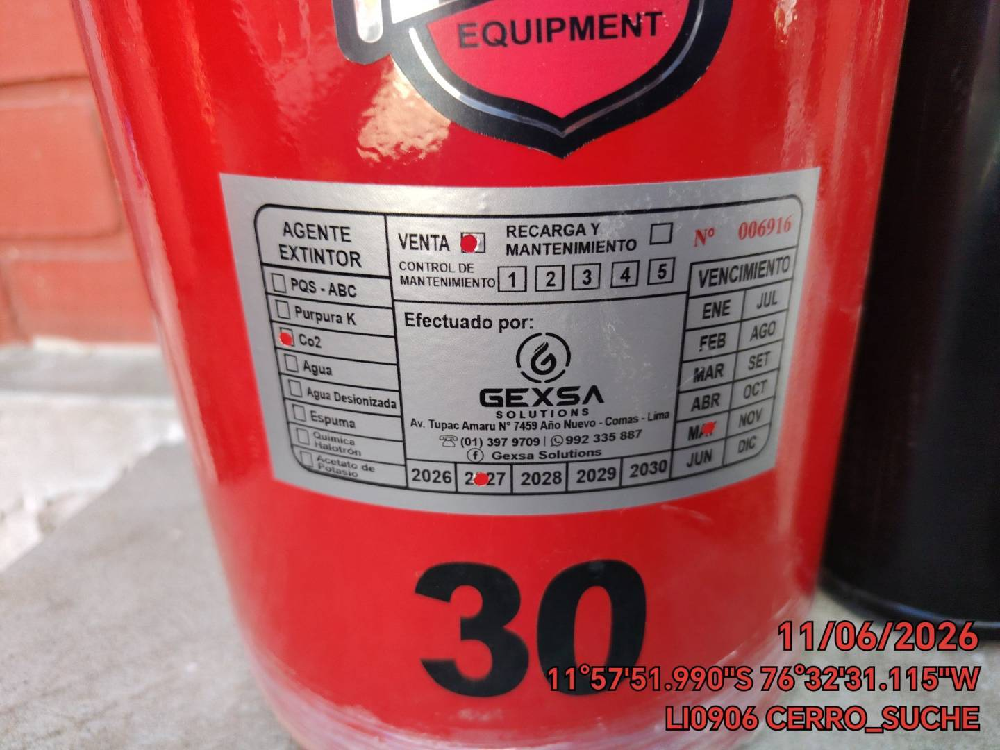 EQUIPMENT
AGENTE
EXTINTOR
PQS - ABC
Purpura K
Co2
Agua
Agua Desionizada
Espuma
Quimica
Halotrón
Acetato de
Potasio
VENTA
RECARGA Y
MANTENIMIENTO
CONTROL DE
MANTENIMIENTO 1 2 3 4 5
Efectuado por:
G
GEXSA
SOLUTIONS
Av. Tupac Amaru N° 7459 Año Nuevo - Comas - Lima
(01) 397 9709 | 992 335 887
f Gexsa Solutions
2026 2027 2028 2029 2030
N° 006916
VENCIMIENTO
ENE JUL
FEB AGO
MAR SET
ABR OCT
MAY NOV
JUN DIC
30
11/06/2026
11°57'51.990"S 76°32'31.115"W
LI0906 CERRO_SUCHE